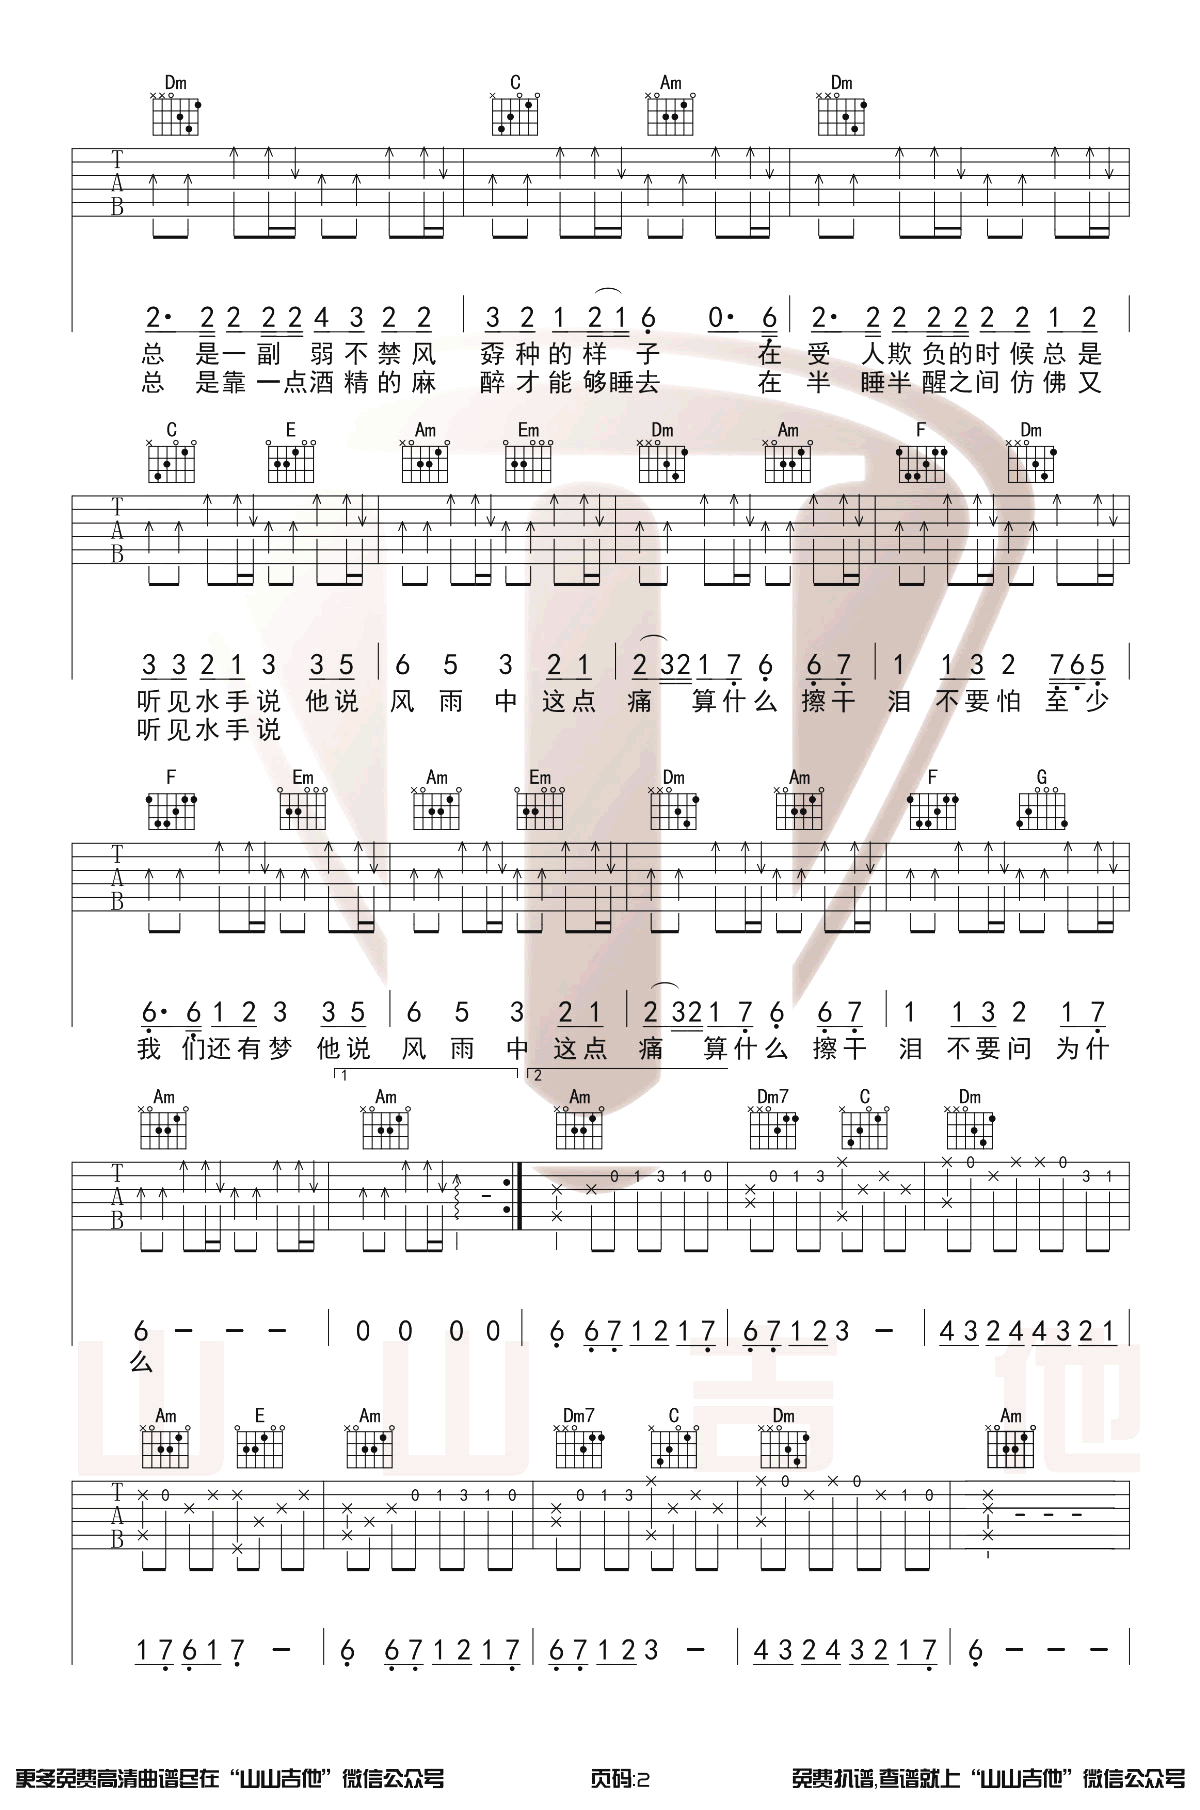 Dm C Am Dm
T
A
B
2· 2 2 2 2 4 3 2 2 3 2 1 2 1 6 0· 6 2· 2 2 2 2 2 2 1 2
总 是一副 弱不禁风 孬种的样 子 在 受 人欺负的时候总是
总 是靠一点酒精的麻 醉才能够睡去 在 半 睡半醒之间仿佛又
C E Am Em Dm Am F Dm
T
A
B
3 3 2 1 3 3 5 6 5 3 2 1 2 3 2 1 7 6 6 7 1 1 3 2 7 6 5
听见水手说 他说 风 雨 中 这点 痛 算什么 擦干 泪 不要怕 至少
听见水手说
F Em Am Em Dm Am F G
T
A
B
6· 6 1 2 3 3 5 6 5 3 2 1 2 3 2 1 7 6 6 7 1 1 3 2 1 7
我 们还有梦 他说 风 雨 中 这点 痛 算什么 擦干 泪 不要问 为什
1 2
Am Am Am Dm7 C Dm
T
A
B
0 1 3 1 0 0 1 3 0 0 3 1
6 - - - 0 0 0 0 6 6 7 1 2 1 7 6 7 1 2 3 - 4 3 2 4 4 3 2 1
么
山 山 吉 他
Am E Am Dm7 C Dm Am
T
A
B
0 0 1 3 1 0 0 1 3 0 0 1 0 - - -
1 7 6 1 7 - 6 6 7 1 2 1 7 6 7 1 2 3 - 4 3 2 4 3 2 1 7 6 - - -
更多免费高清曲谱尽在“山山吉他”微信公众号 页码:2 免费扒谱,查谱就上“山山吉他”微信公众号